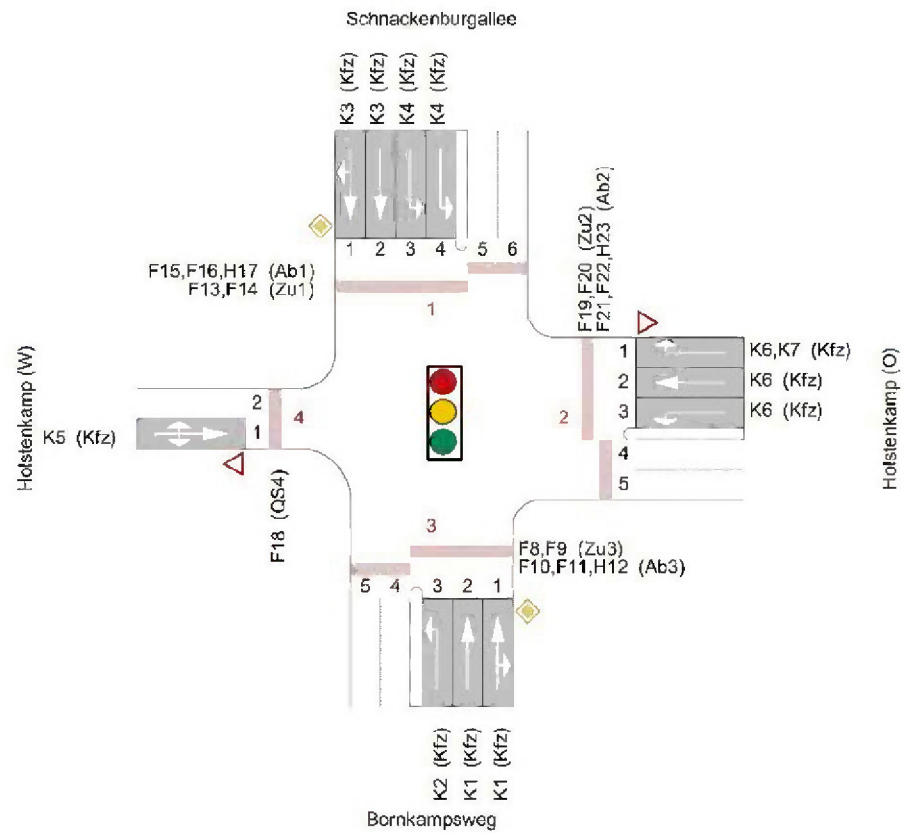 Schnackenburgallee
K3 (Kfz)
K3 (Kfz)
K4 (Kfz)
K4 (Kfz)
1 2 3 4 5 6
F15,F16,H17 (Ab1)
F13,F14 (Zu1)
1
F19,F20 (Zu2)
F21,F22,H23 (Ab2)
1 K6,K7 (Kfz)
2 K6 (Kfz)
3 K6 (Kfz)
2
4
5
Holstenkamp (O)
Holstenkamp (W)
2
4
1
K5 (Kfz)
F18 (QS4)
3
F8,F9 (Zu3)
F10,F11,H12 (Ab3)
5 4 3 2 1
K2 (Kfz)
K1 (Kfz)
K1 (Kfz)
Bornkampsweg